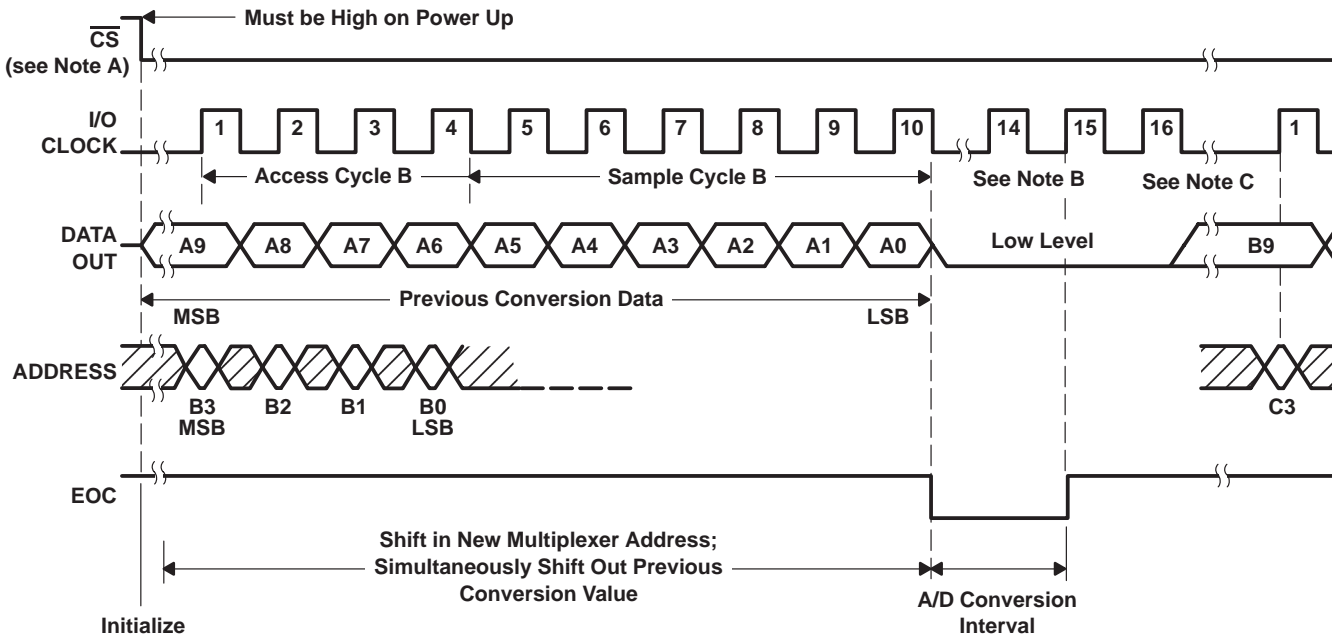 Must be High on Power Up
CS
(see Note A)
I/O
CLOCK
1 2 3 4 5 6 7 8 9 10 14 15 16 1
Access Cycle B
Sample Cycle B
See Note B
See Note C
DATA
OUT
A9 A8 A7 A6 A5 A4 A3 A2 A1 A0
Low Level
B9
Previous Conversion Data
MSB
LSB
ADDRESS
B3 B2 B1 B0
MSB LSB
C3
EOC
Shift in New Multiplexer Address;
Simultaneously Shift Out Previous
Conversion Value
A/D Conversion
Interval
Initialize